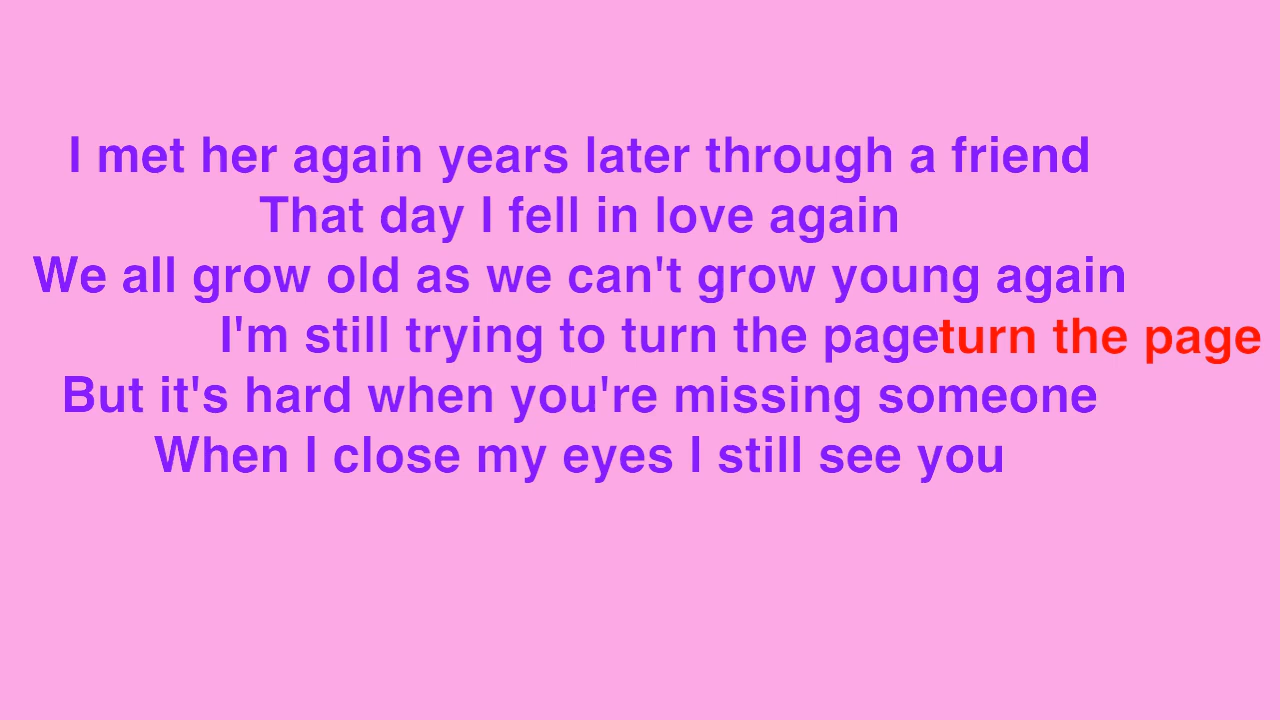 I met her again years later through a friend
That day I fell in love again
We all grow old as we can't grow young again
I'm still trying to turn the pageturn the page
But it's hard when you're missing someone
When I close my eyes I still see you